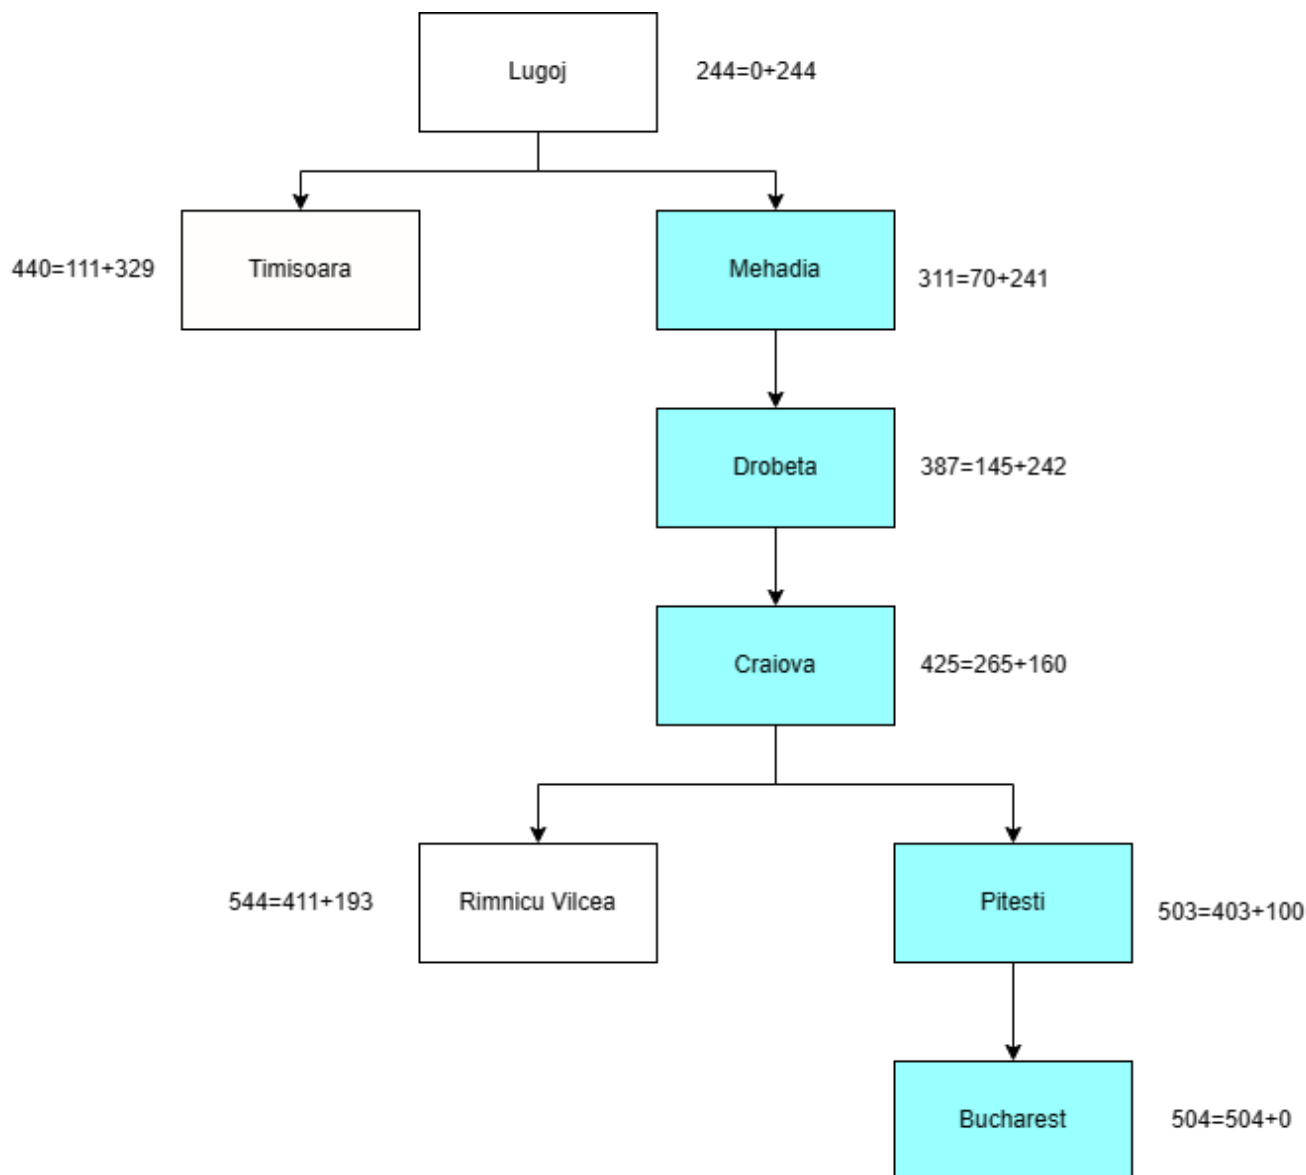 Lugoj
244=0+244
440=111+329
Timisoara
Mehadia
311=70+241
Drobeta
387=145+242
Craiova
425=265+160
544=411+193
Rimnicu Vilcea
Pitesti
503=403+100
Bucharest
504=504+0